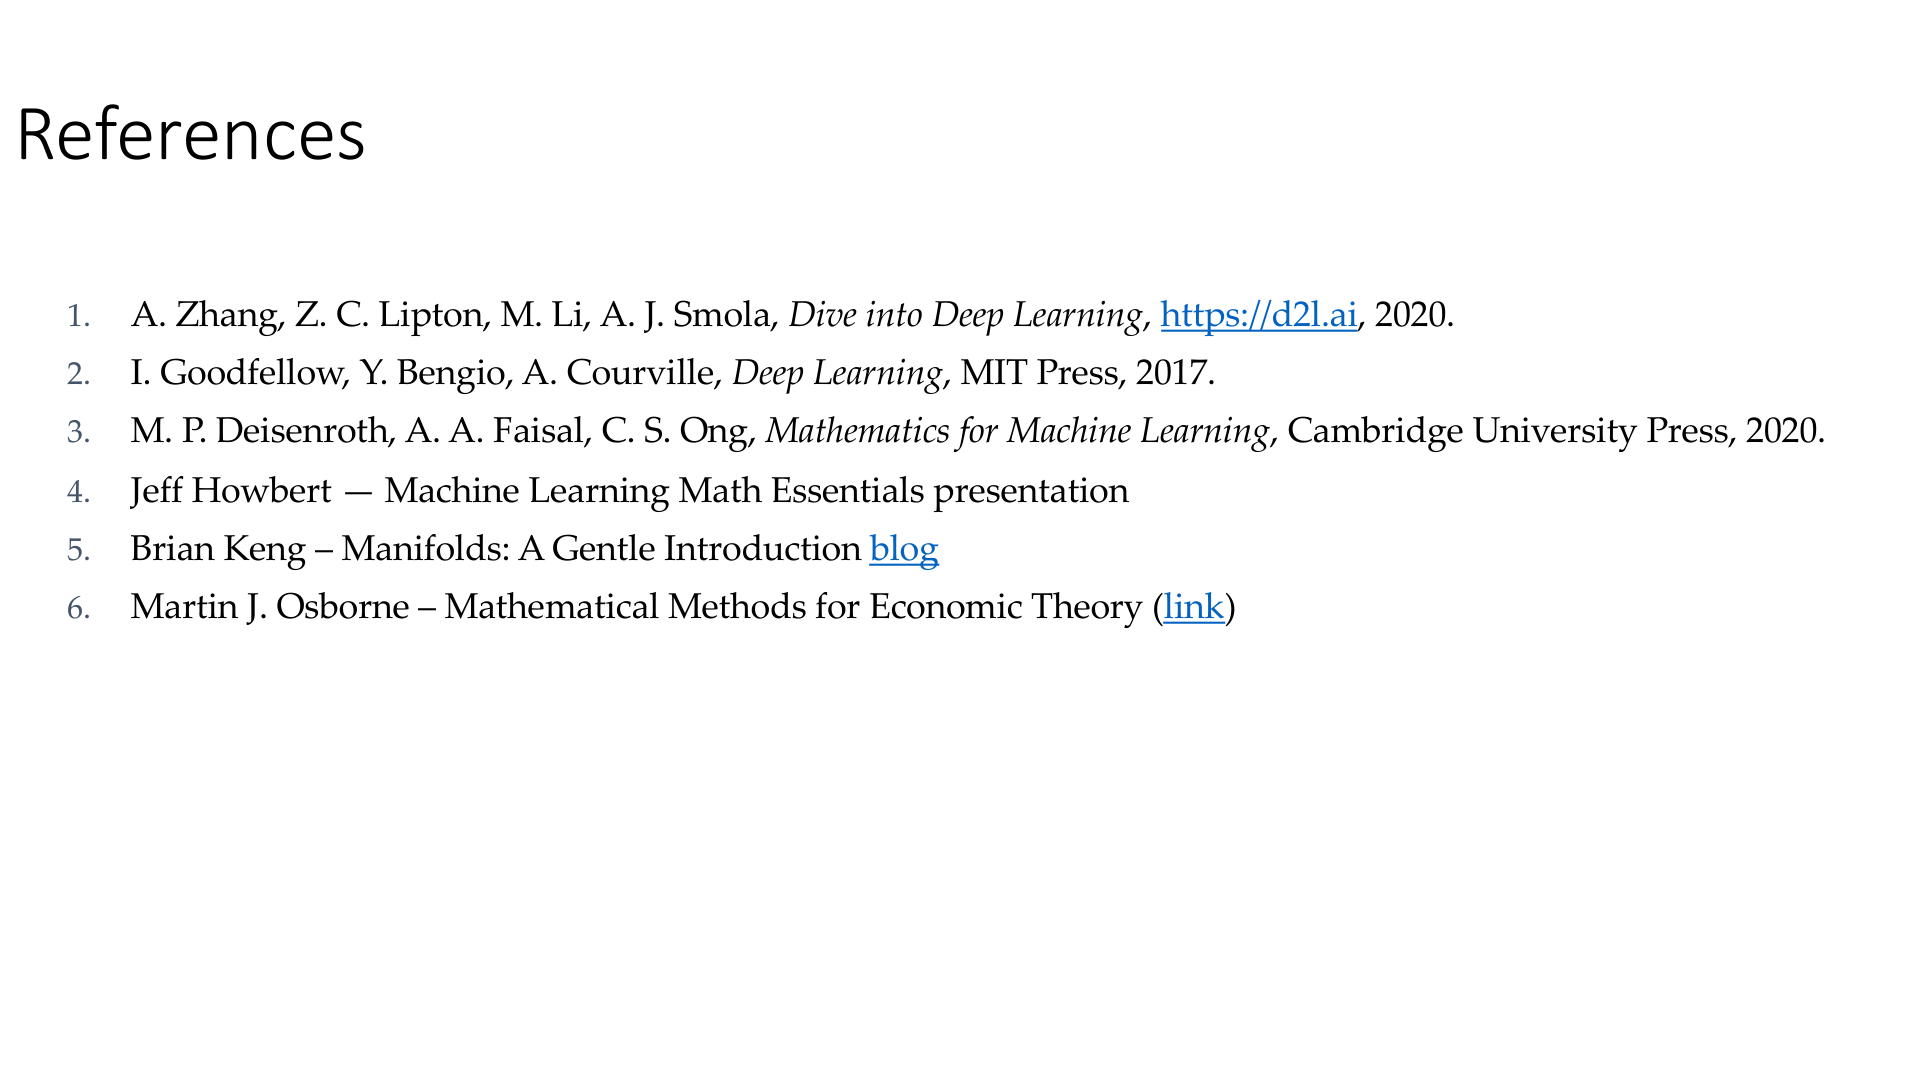 References
1. A. Zhang, Z. C. Lipton, M. Li, A. J. Smola, Dive into Deep Learning, https://d2l.ai, 2020.
2. I. Goodfellow, Y. Bengio, A. Courville, Deep Learning, MIT Press, 2017.
3. M. P. Deisenroth, A. A. Faisal, C. S. Ong, Mathematics for Machine Learning, Cambridge University Press, 2020.
4. Jeff Howbert — Machine Learning Math Essentials presentation
5. Brian Keng – Manifolds: A Gentle Introduction blog
6. Martin J. Osborne – Mathematical Methods for Economic Theory (link)